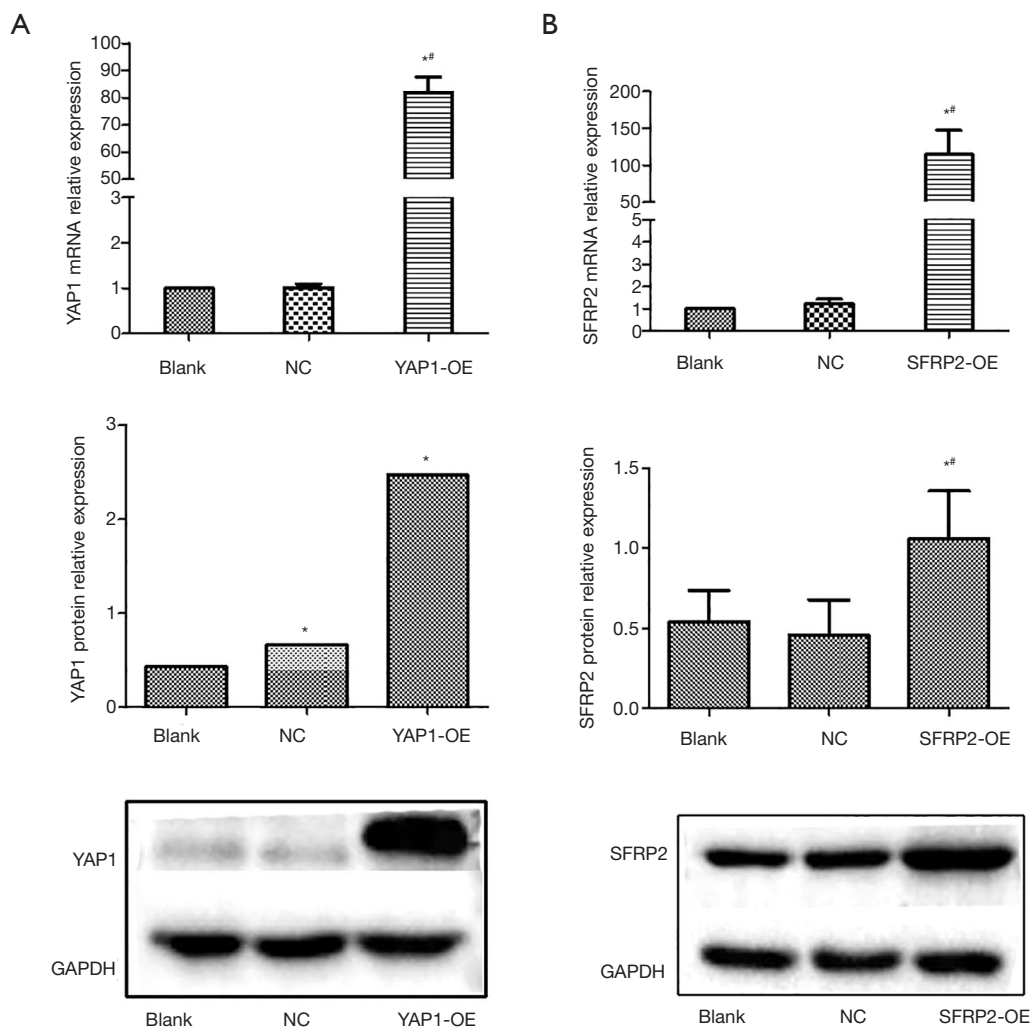 A
YAP1 mRNA relative expression
100
90
80
70
60
50
3
2
1
0
*#
Blank NC YAP1-OE
B
SFRP2 mRNA relative expression
200
150
100
50
5
4
3
2
1
0
*#
Blank NC SFRP2-OE
YAP1 protein relative expression
3
2
1
0
*
*
Blank NC YAP1-OE
SFRP2 protein relative expression
1.5
1.0
0.5
0.0
*#
Blank NC SFRP2-OE
YAP1
GAPDH
Blank NC YAP1-OE
SFRP2
GAPDH
Blank NC SFRP2-OE